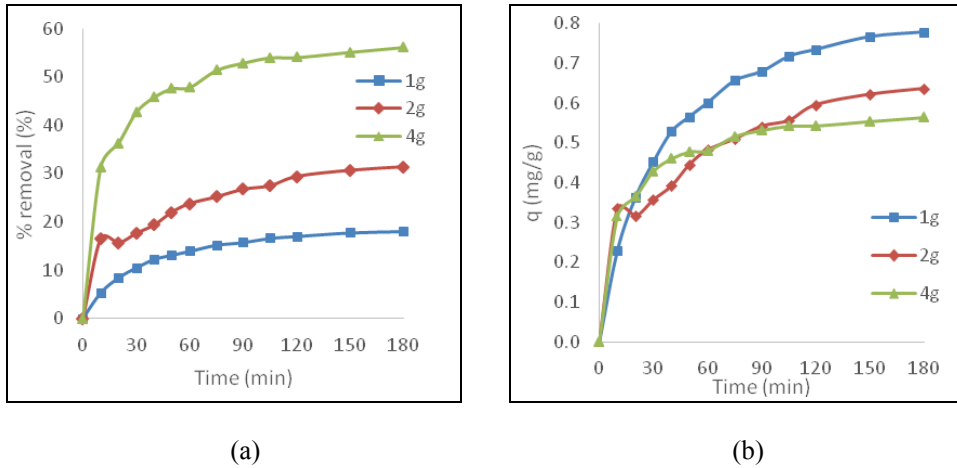 60
50
40
30
20
10
0
% removal (%)
1g
2g
4g
0 30 60 90 120 150 180
Time (min)
(a)
0.8
0.7
0.6
0.5
0.4
0.3
0.2
0.1
0.0
q (mg/g)
1g
2g
4g
0 30 60 90 120 150 180
Time (min)
(b)